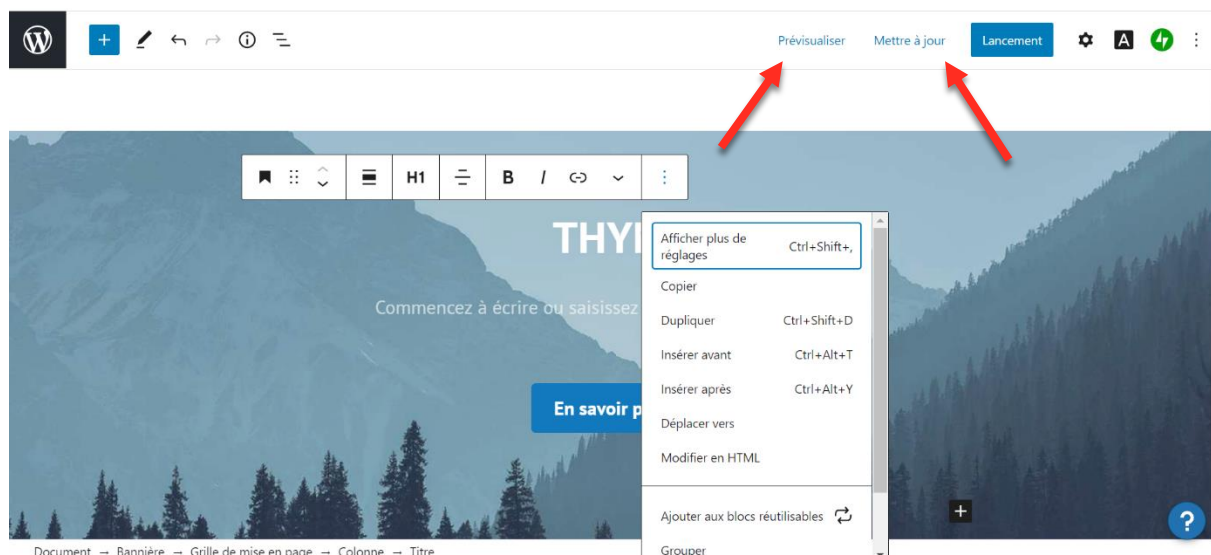 Prévisualiser Mettre à jour Lancement A
H1 B I
THY
Commencez à écrire ou saisissez
En savoir p
Afficher plus de
réglages Ctrl+Shift+,
Copier
Dupliquer Ctrl+Shift+D
Insérer avant Ctrl+Alt+T
Insérer après Ctrl+Alt+Y
Déplacer vers
Modifier en HTML
Ajouter aux blocs réutilisables
Grouper
Document → Bannière → Grille de mise en page → Colonne → Titre